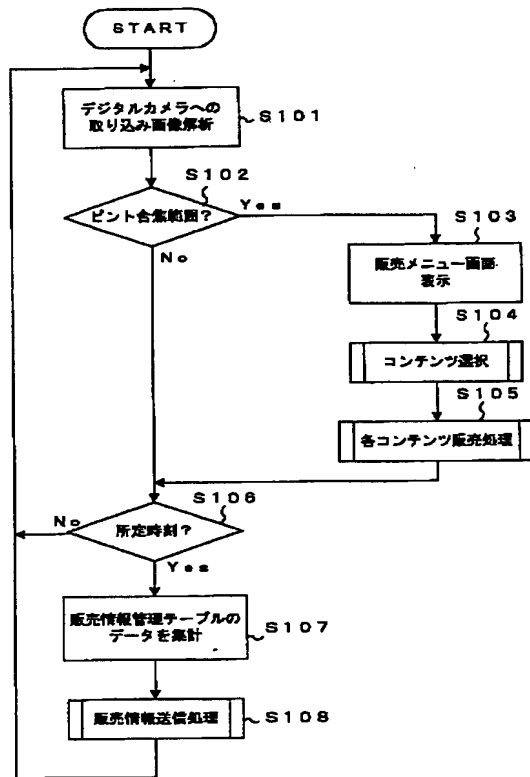 START
デジタルカメラへの
取り込み画像解析
S101
S102
ピント合焦範囲?
Yes
No
S103
販売メニュー画面
表示
S104
コンテンツ選択
S105
各コンテンツ販売処理
S106
No
所定時刻?
Yes
販売情報管理テーブルの
データを集計
S107
販売情報送信処理
S108